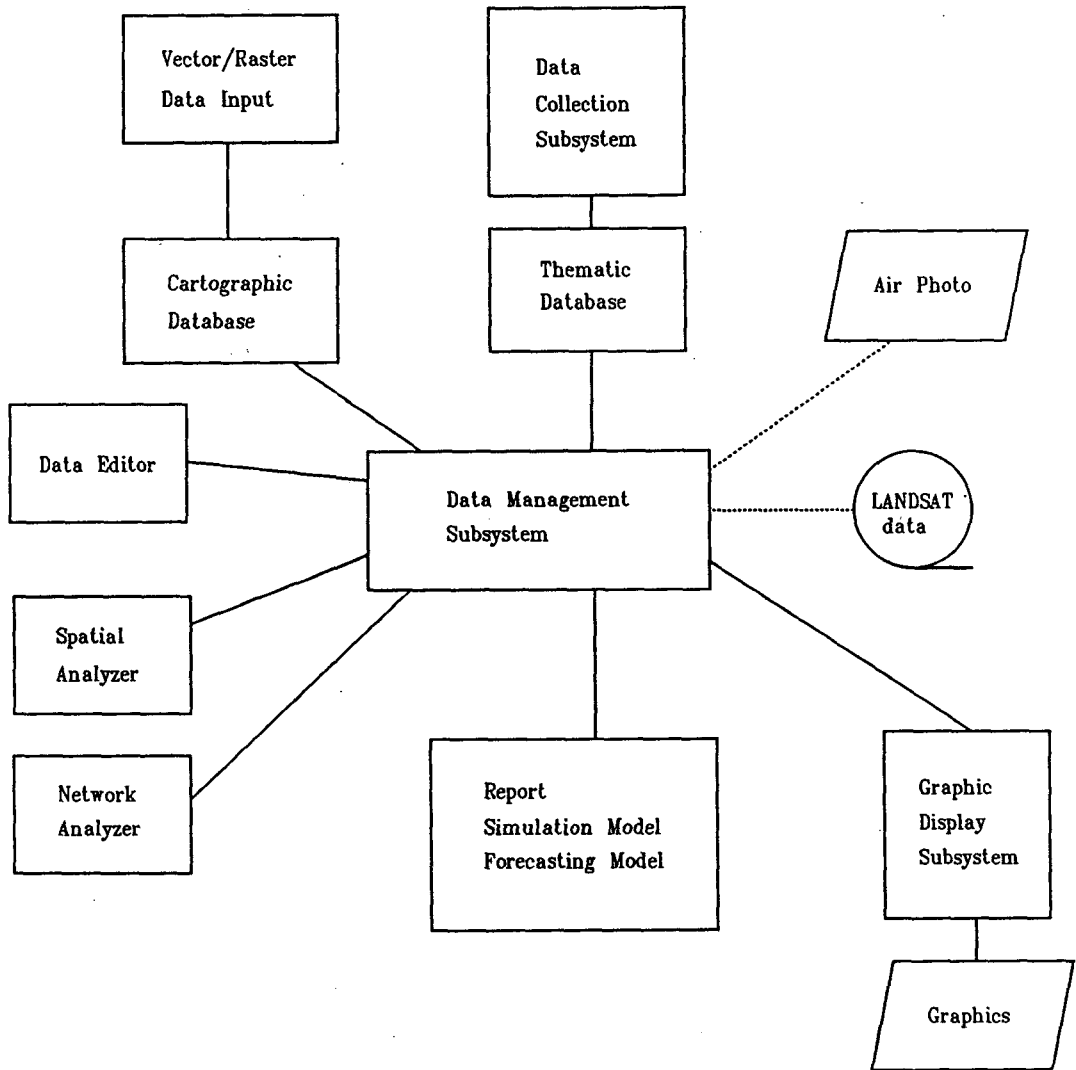 Vector/Raster
Data Input
Data
Collection
Subsystem
Cartographic
Database
Thematic
Database
Air Photo
Data Editor
Data Management
Subsystem
LANDSAT
data
Spatial
Analyzer
Network
Analyzer
Report
Simulation Model
Forecasting Model
Graphic
Display
Subsystem
Graphics